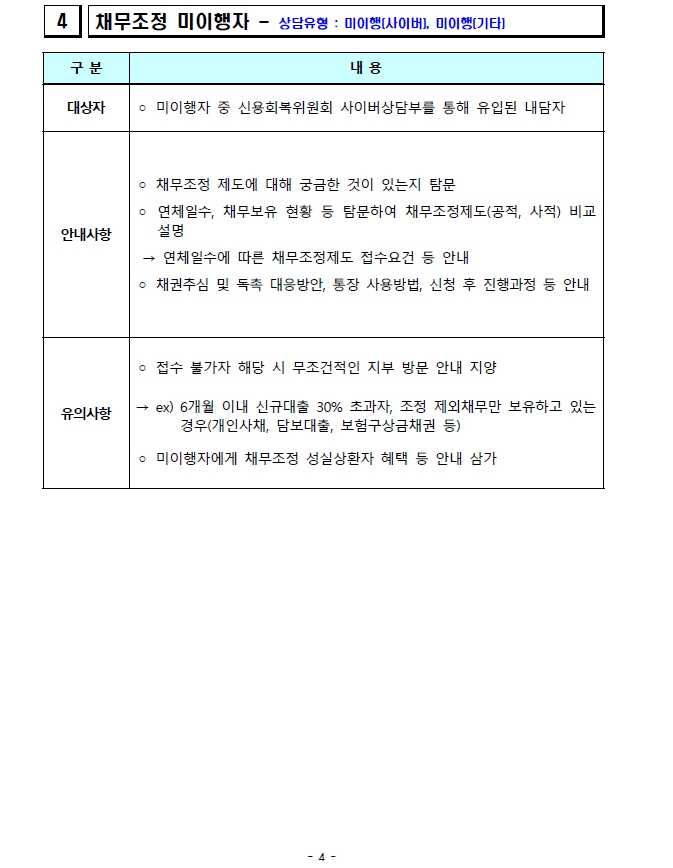 4
채무조정 미이행자 - 상담유형 : 미이행(사이버), 미이행(기타)
구 분
내 용
대상자
○ 미이행자 중 신용회복위원회 사이버상담부를 통해 유입된 내담자
안내사항
○ 채무조정 제도에 대해 궁금한 것이 있는지 탐문
○ 연체일수, 채무보유 현황 등 탐문하여 채무조정제도(공적, 사적) 비교
설명
→ 연체일수에 따른 채무조정제도 접수요건 등 안내
○ 채권추심 및 독촉 대응방안, 통장 사용방법, 신청 후 진행과정 등 안내
유의사항
○ 접수 불가자 해당 시 무조건적인 지부 방문 안내 지양
→ ex) 6개월 이내 신규대출 30% 초과자, 조정 제외채무만 보유하고 있는
경우(개인사채, 담보대출, 보험구상금채권 등)
○ 미이행자에게 채무조정 성실상환자 혜택 등 안내 삼가
- 4 -